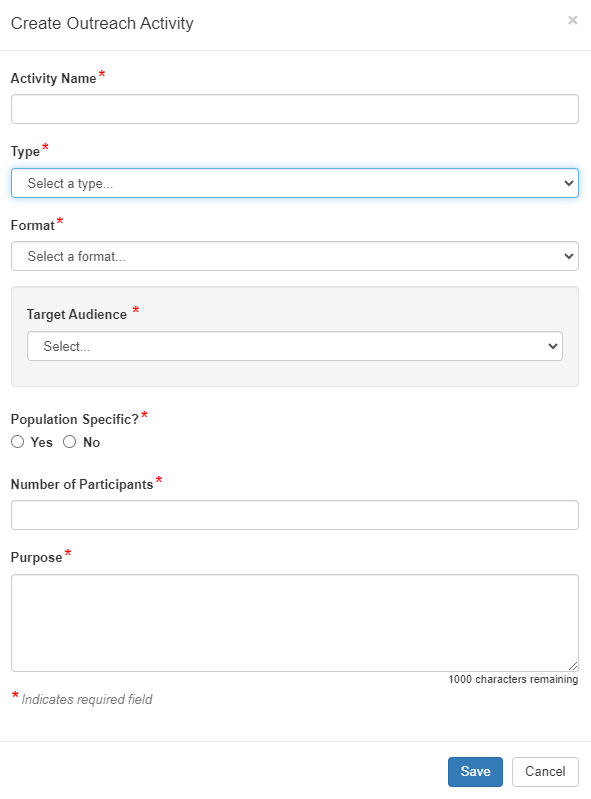 Create Outreach Activity ×
Activity Name*
Type*
Select a type...
Format*
Select a format...
Target Audience *
Select...
Population Specific?*
Yes No
Number of Participants*
Purpose*
1000 characters remaining
* Indicates required field
Save Cancel